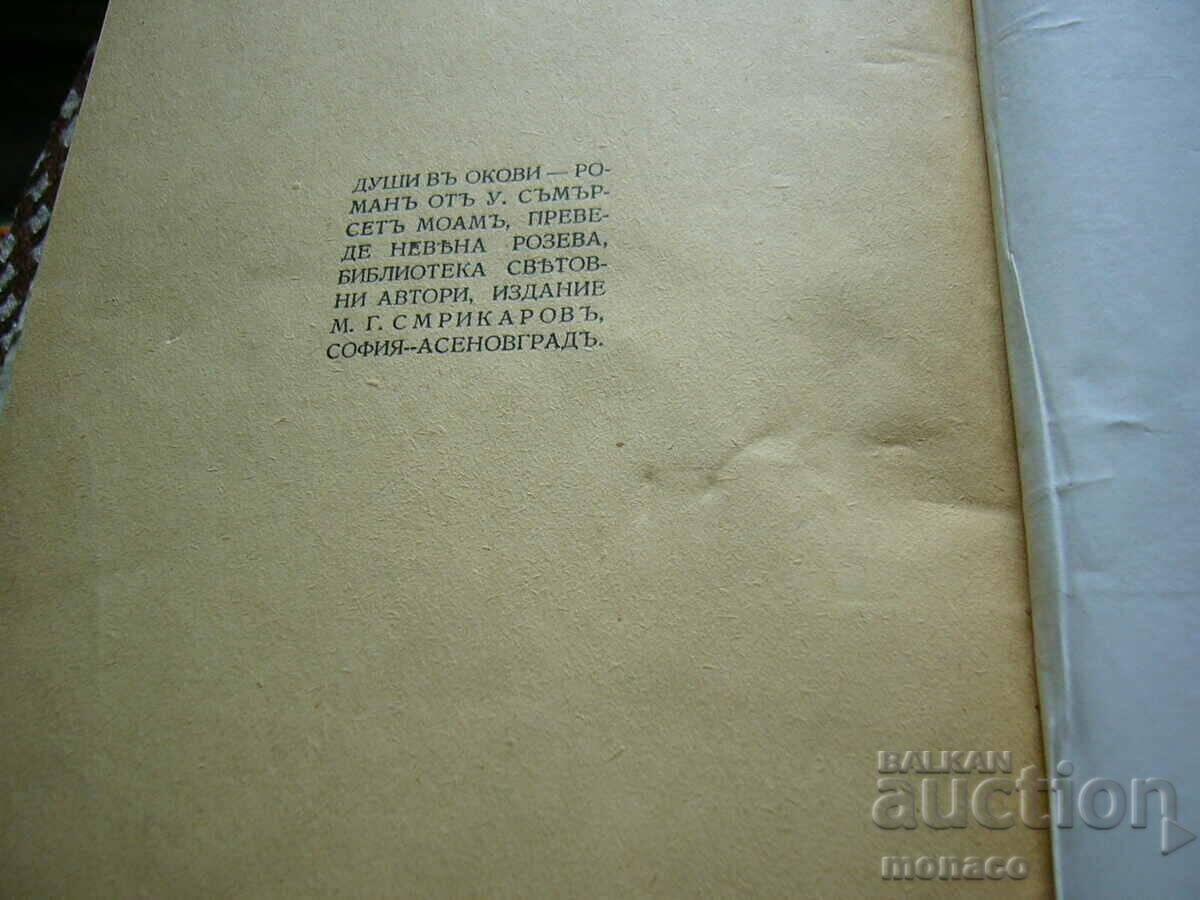 ДУШИ ВЪ ОКОВИ — РО-
МАНЪ ОТЪ У. СЪМЪР-
СЕТЪ МОАМЪ, ПРЕВЕ-
ДЕ НЕВѢНА РОЗЕВА,
БИБЛИОТЕКА СВѢТОВ-
НИ АВТОРИ, ИЗДАНИЕ
М. Г. СМРИКАРОВЪ,
СОФИЯ--АСЕНОВГРАДЪ.
BALKAN
auction
monaco